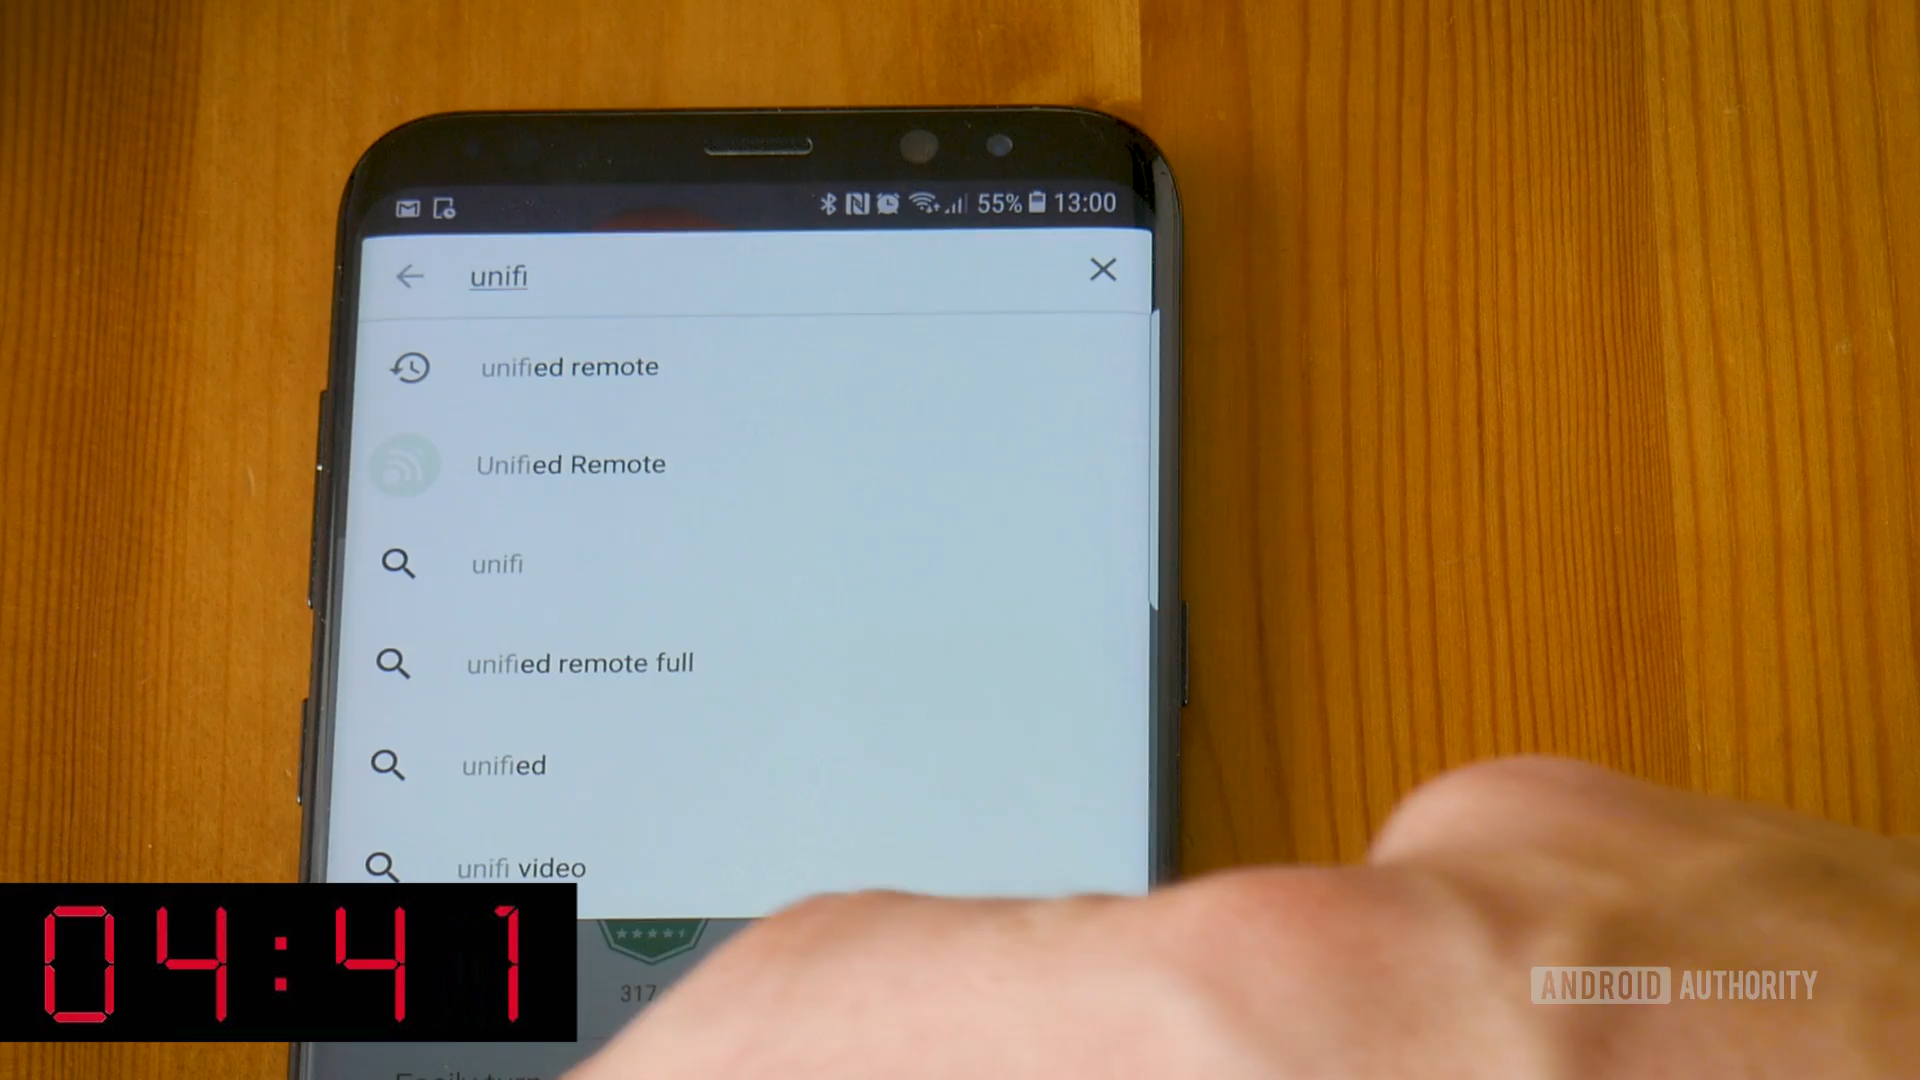 55% 13:00
unifi
unified remote
Unified Remote
unifi
unified remote full
unified
unifi video
04:41
317
ANDROID AUTHORITY